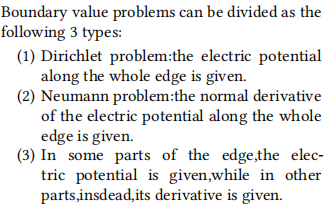 Boundary value problems can be divided as the
following 3 types:
(1) Dirichlet problem:the electric potential
along the whole edge is given.
(2) Neumann problem:the normal derivative
of the electric potential along the whole
edge is given.
(3) In some parts of the edge,the elec-
tric potential is given,while in other
parts,insdead,its derivative is given.